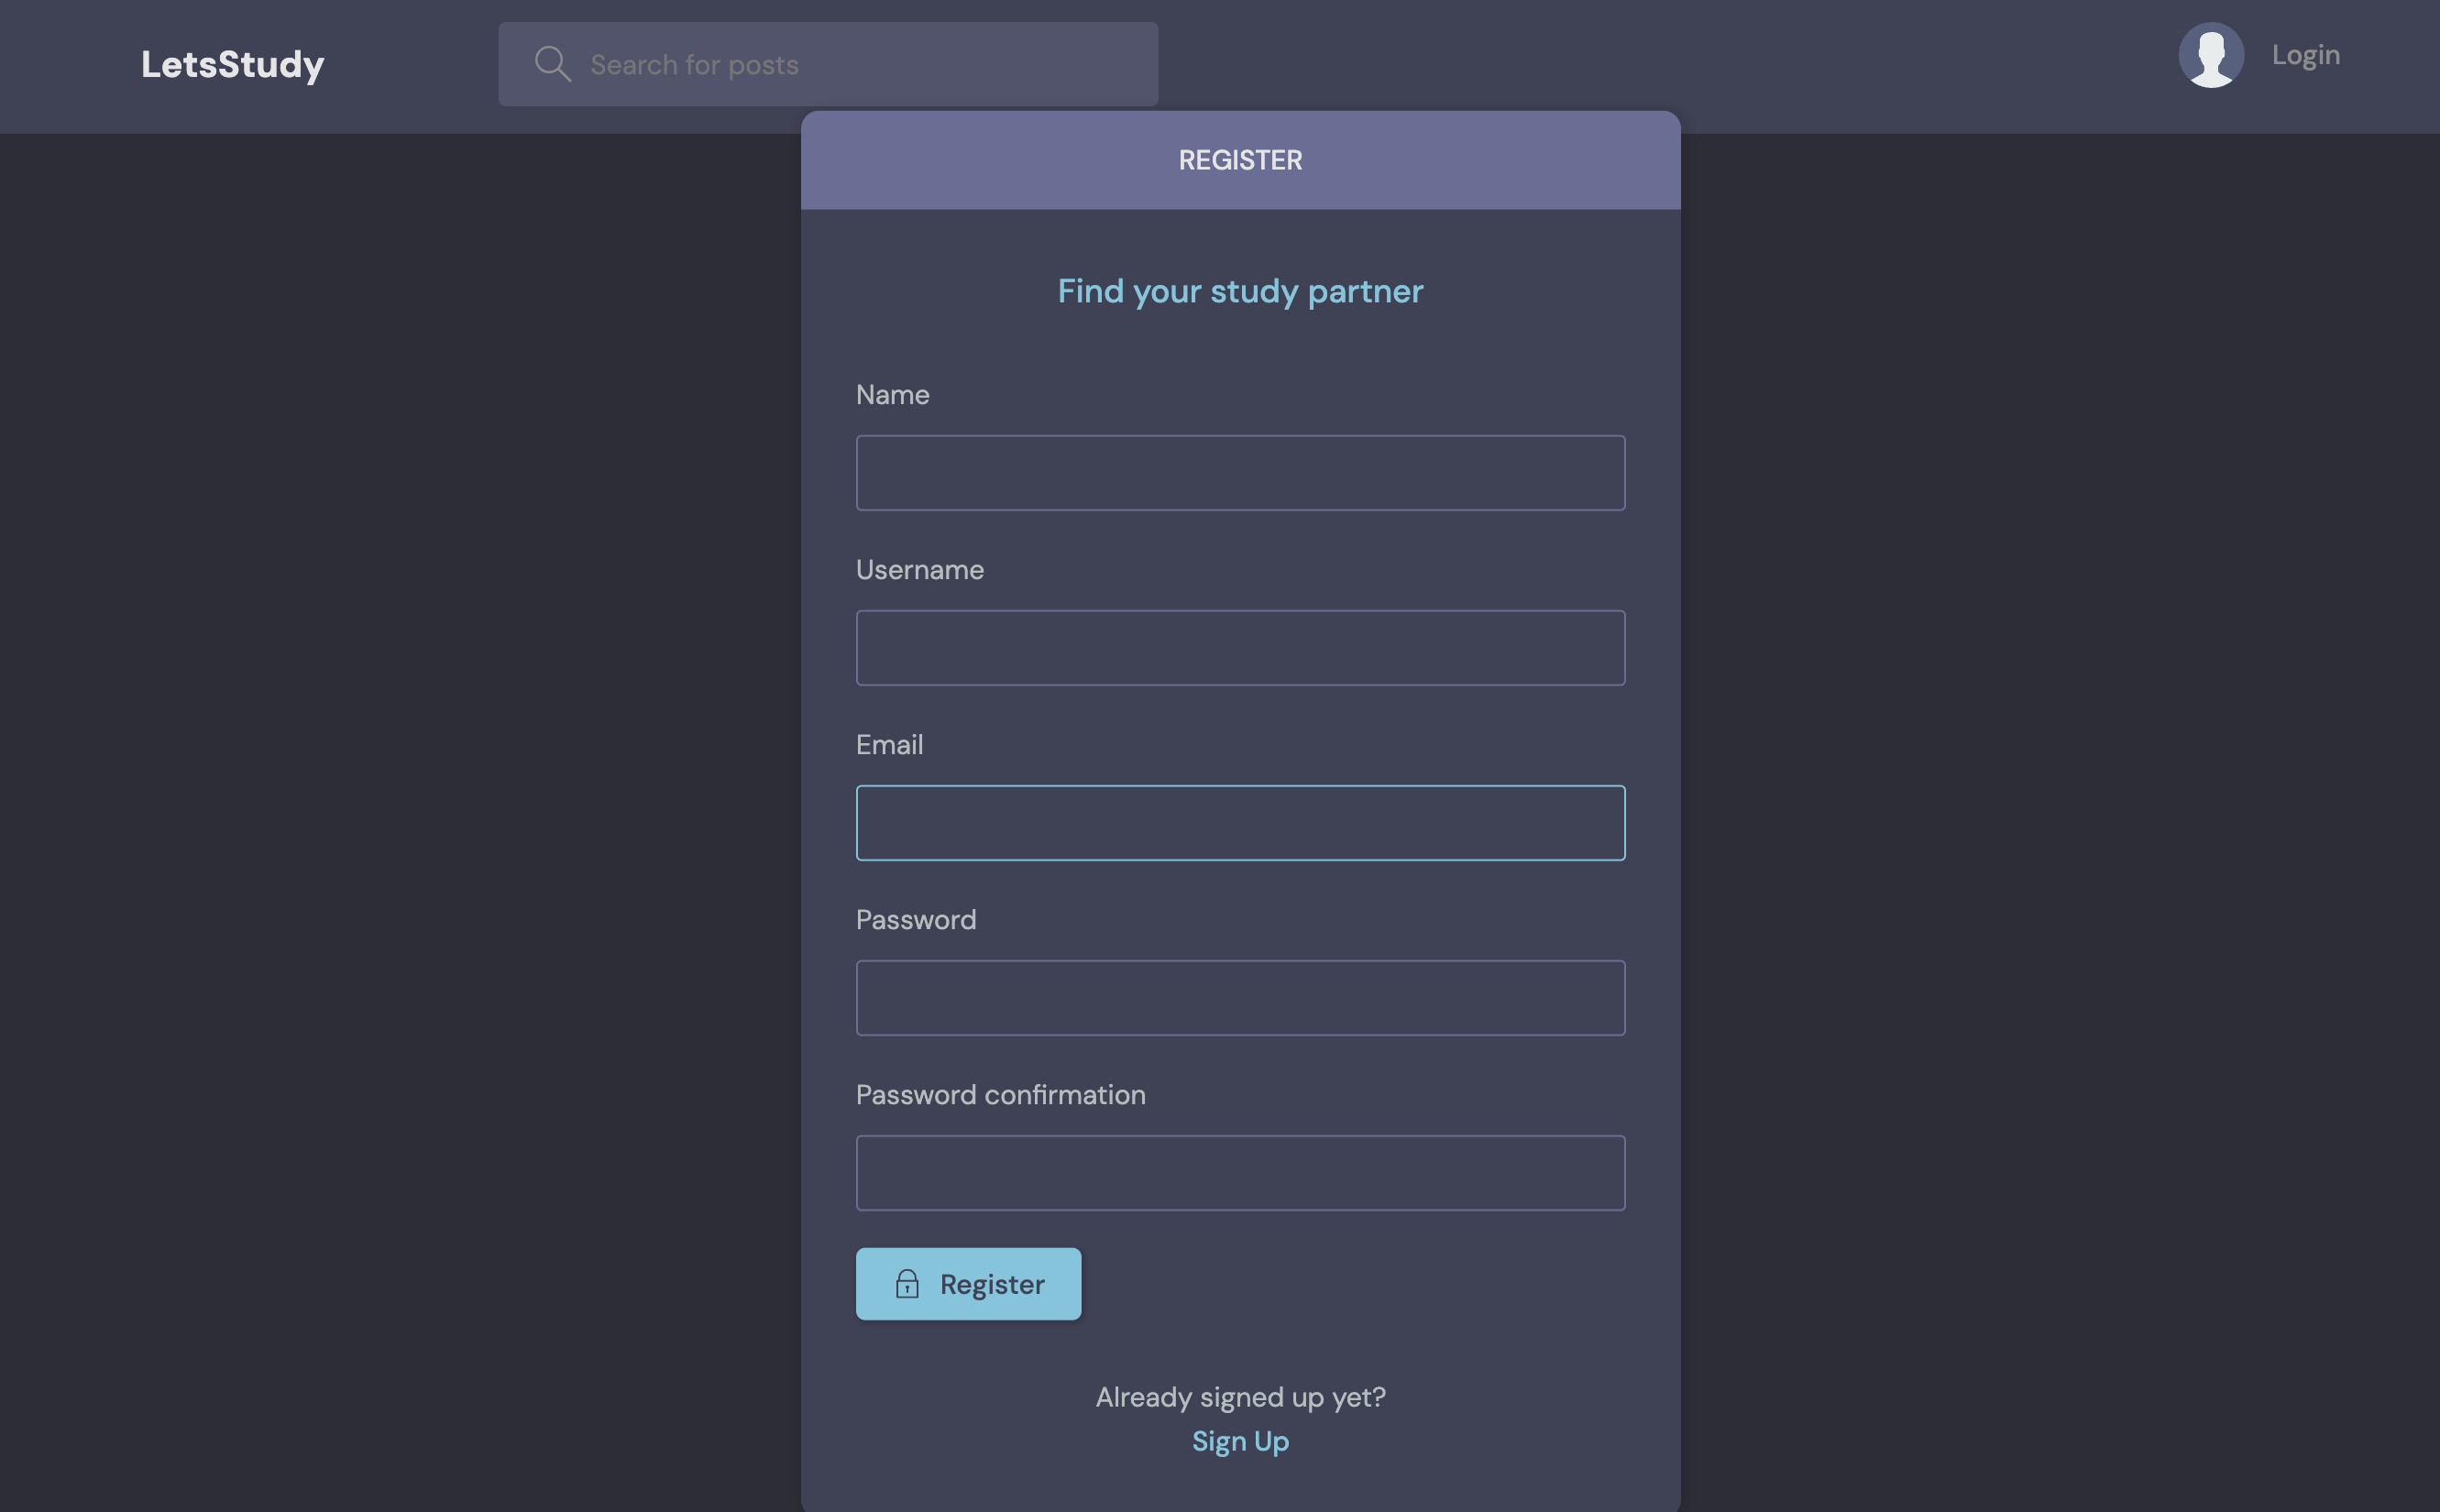 LetsStudy
Search for posts
Login
REGISTER
Find your study partner
Name
Username
Email
Password
Password confirmation
Register
Already signed up yet?
Sign Up